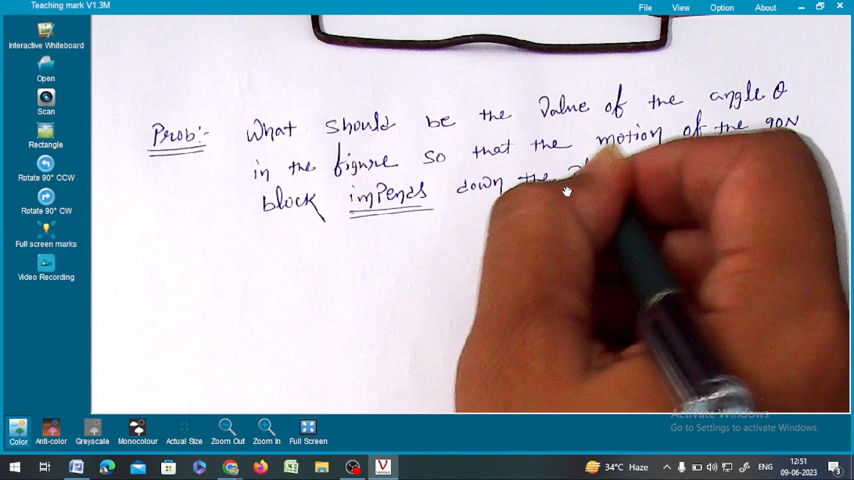 Teaching mark V1.3M
File View Option About
Interactive Whiteboard
Open
Scan
Rectangle
Rotate 90° CCW
Rotate 90° CW
Full screen marks
Video Recording
Prob:- What should be the value of the angle θ
in the figure so that the motion of the 90N
block impends down the
Color Anti-color Greyscale Monocolour Actual Size Zoom Out Zoom In Full Screen
Activate Windows
Go to Settings to activate Windows.
34°C Haze ENG 12:51
09-06-2023